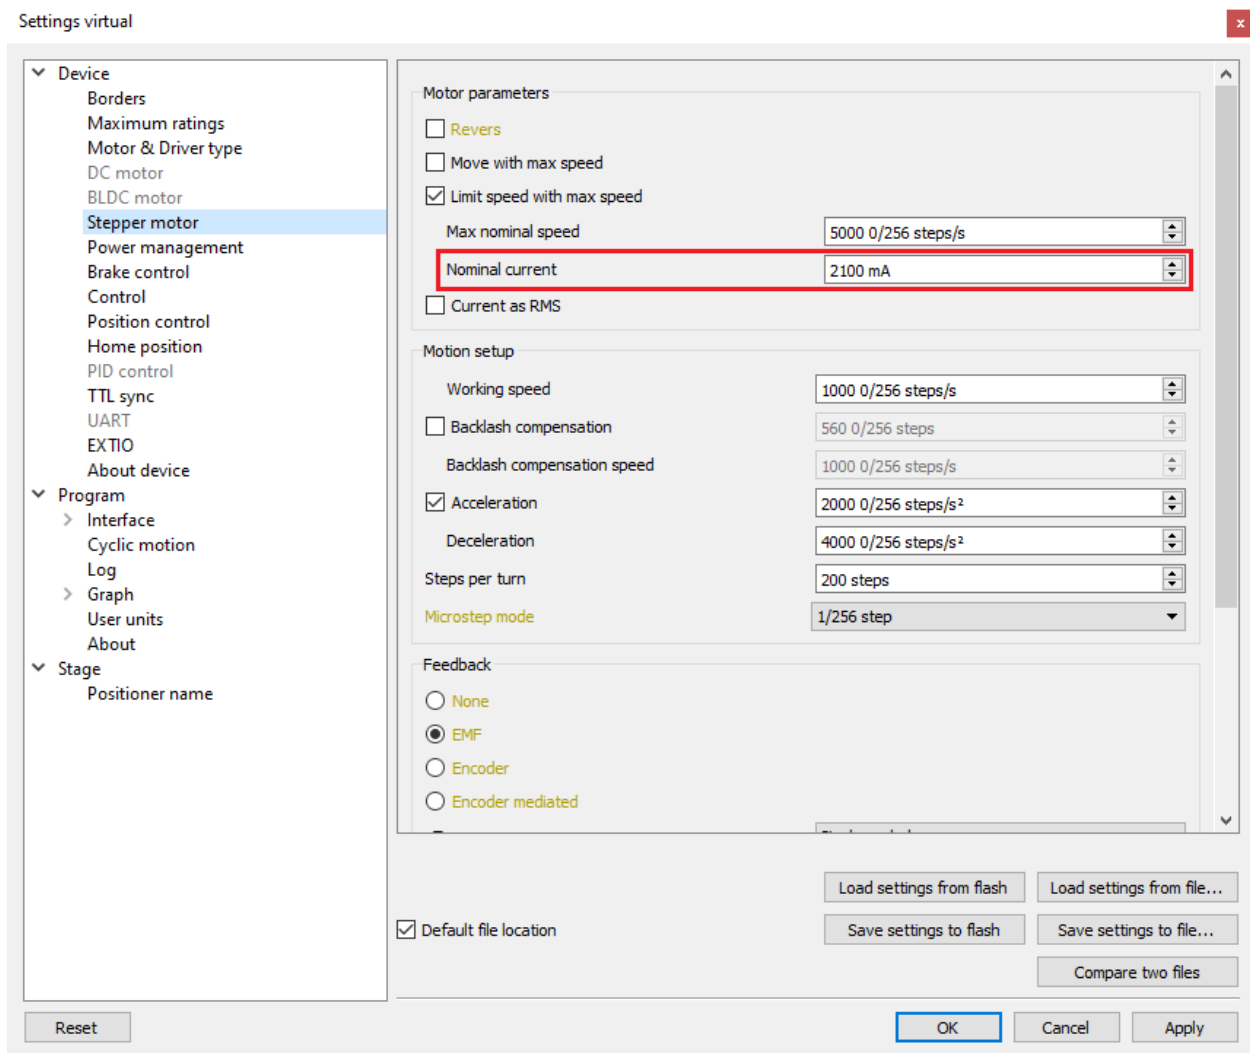 Settings virtual
x
Device
Borders
Maximum ratings
Motor & Driver type
DC motor
BLDC motor
Stepper motor
Power management
Brake control
Control
Position control
Home position
PID control
TTL sync
UART
EXTIO
About device
Program
Interface
Cyclic motion
Log
Graph
User units
About
Stage
Positioner name
Motor parameters
Revers
Move with max speed
Limit speed with max speed
Max nominal speed 5000 0/256 steps/s
Nominal current 2100 mA
Current as RMS
Motion setup
Working speed 1000 0/256 steps/s
Backlash compensation 560 0/256 steps
Backlash compensation speed 1000 0/256 steps/s
Acceleration 2000 0/256 steps/s²
Deceleration 4000 0/256 steps/s²
Steps per turn 200 steps
Microstep mode 1/256 step
Feedback
None
EMF
Encoder
Encoder mediated
Load settings from flash Load settings from file...
Default file location Save settings to flash Save settings to file...
Compare two files
Reset OK Cancel Apply